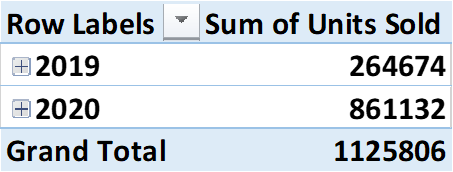 Row Labels Sum of Units Sold
2019 264674
2020 861132
Grand Total 1125806